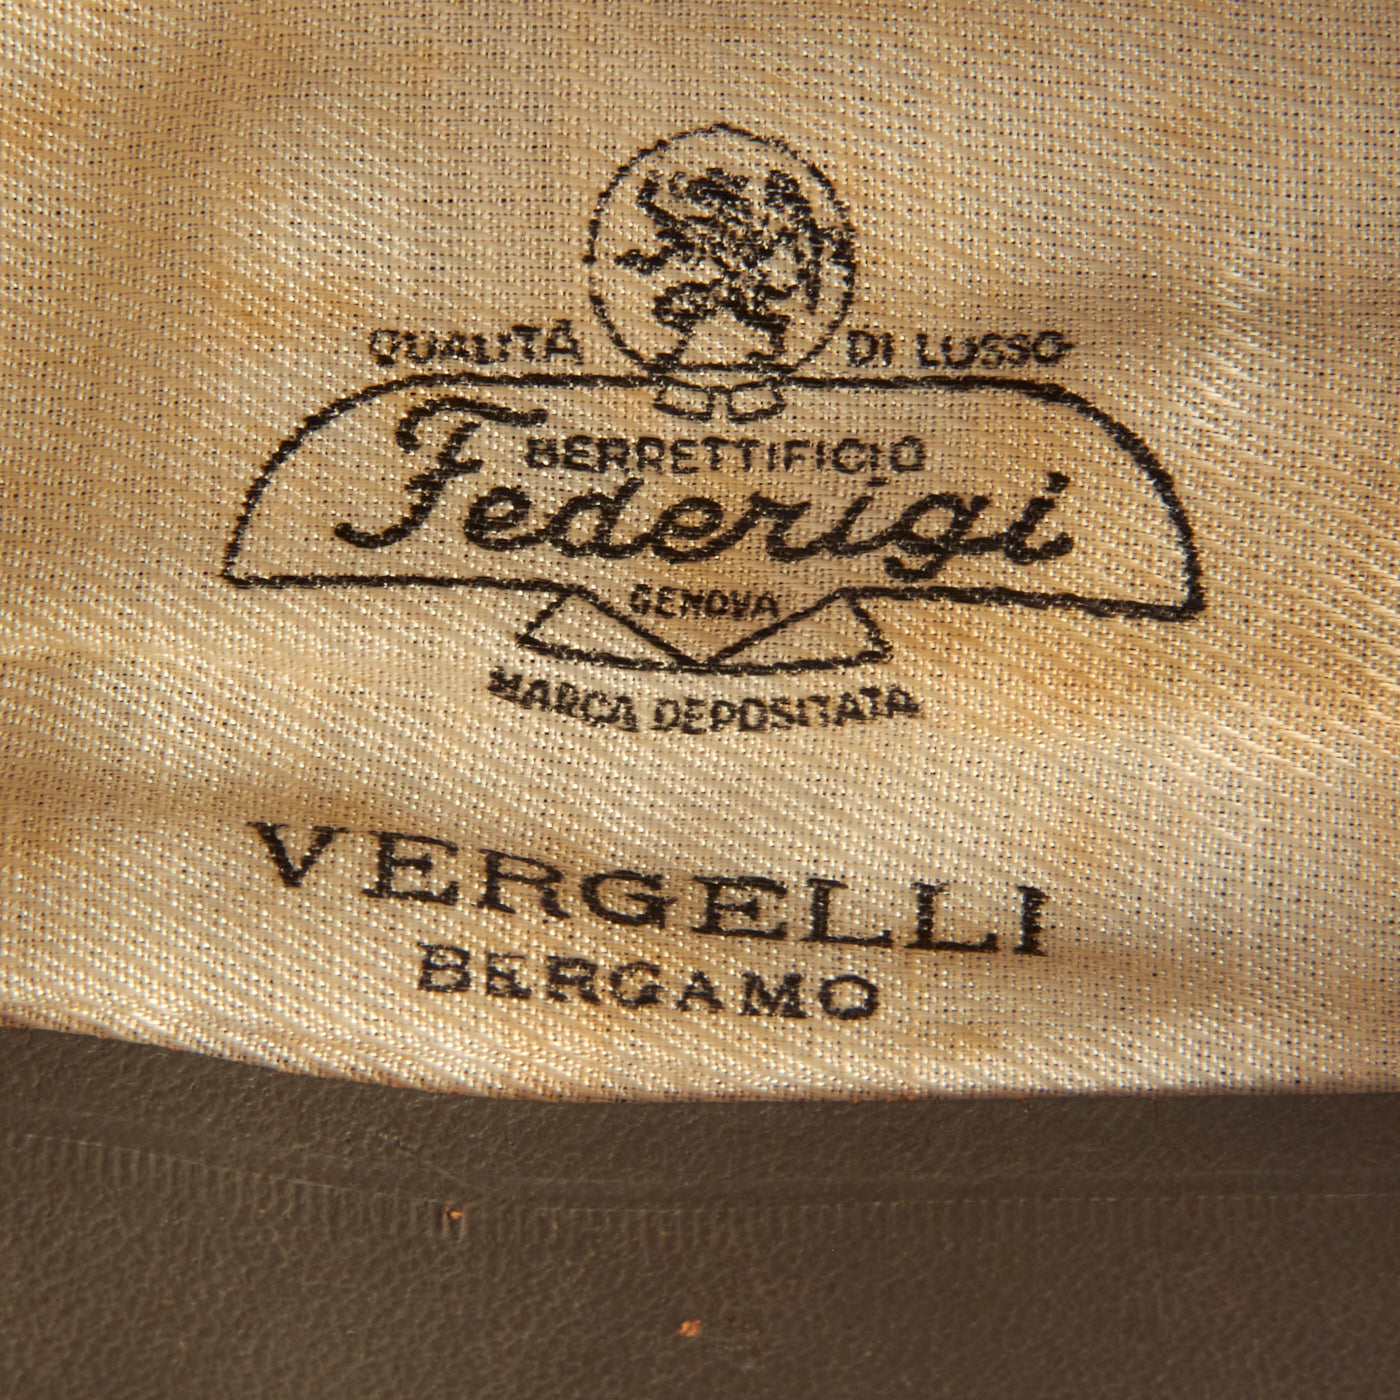 QUALITÀ DI LUSSO
BERRETTIFICIO
Federigi
GENOVA
MARCA DEPOSITATA
VERGELLI
BERGAMO